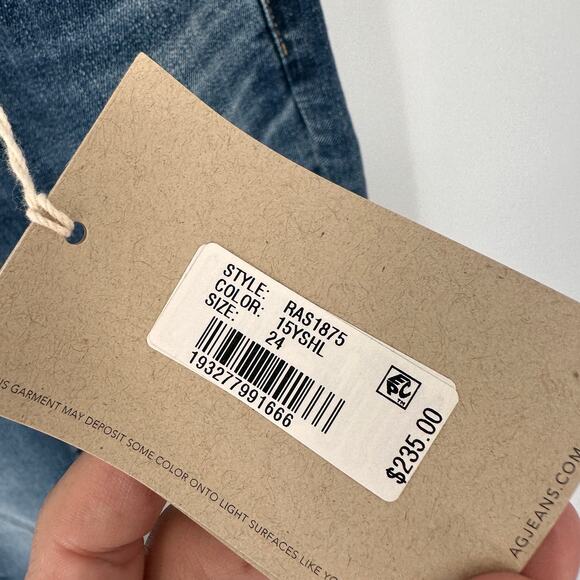 STYLE: RAS1875
COLOR: 15YSHL
SIZE: 24
193277991666
$235.00
TM
IS GARMENT MAY DEPOSIT SOME COLOR ONTO LIGHT SURFACES LIKE YO
AGJEANS.COM